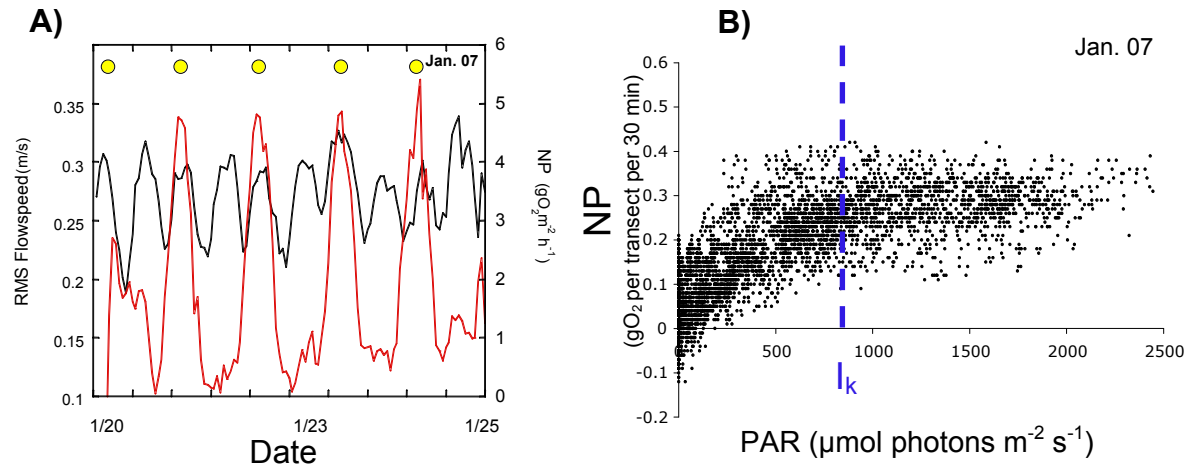 A)
Jan. 07
RMS Flowspeed (m/s)
0.35
0.3
0.25
0.2
0.15
0.1
6
5
4
3
2
1
0
NP (gO₂m⁻²h⁻¹)
1/20
1/23
1/25
Date
B)
Jan. 07
NP
(gO₂ per transect per 30 min)
0.6
0.5
0.4
0.3
0.2
0.1
0
-0.1
-0.2
0
500
1000
1500
2000
2500
Iₖ
PAR (µmol photons m⁻² s⁻¹)